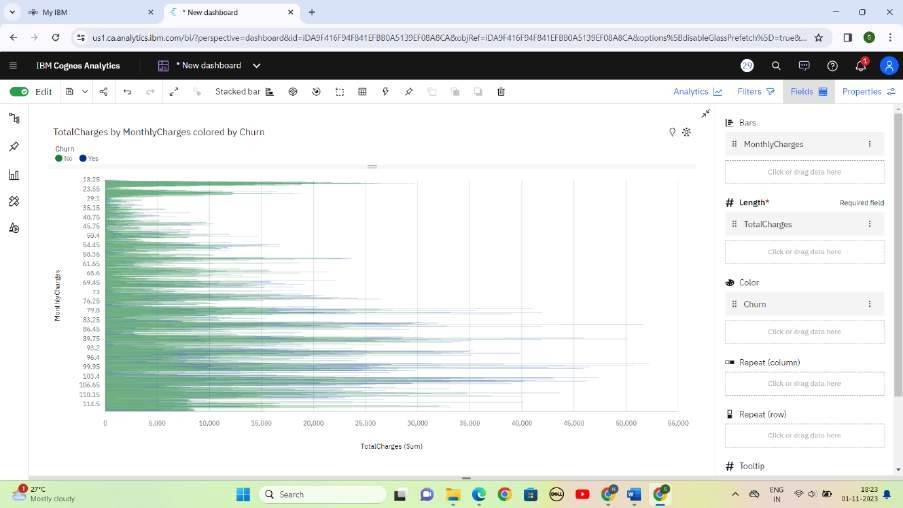 My IBM
* New dashboard
us1.ca.analytics.ibm.com/bi/?perspective=dashboard&id=iDA9F416F94F841EFB80A5139EF08A8CA&objRef=iDA9F416F94F841EFB80A5139EF08A8CA&options%5BdisableGlassPrefetch%5D=true&...
IBM Cognos Analytics
* New dashboard
29
1
Edit
Stacked bar
Analytics
Filters
Fields
Properties
TotalCharges by MonthlyCharges colored by Churn
Churn
No Yes
18.25
23.55
29.1
35.15
40.75
45.75
50.4
54.45
58.35
61.65
65.6
69.45
73
76.25
79.8
83.25
86.45
89.75
93.2
96.4
99.95
103.4
106.65
110.15
114.5
MonthlyCharges
0 5,000 10,000 15,000 20,000 25,000 30,000 35,000 40,000 45,000 50,000 55,000
TotalCharges (Sum)
Bars
MonthlyCharges
Click or drag data here
Length* Required field
TotalCharges
Click or drag data here
Color
Churn
Click or drag data here
Repeat (column)
Click or drag data here
Repeat (row)
Click or drag data here
Tooltip
1
27°C
Mostly cloudy
Search
DELL
ENG
IN
18:23
01-11-2023